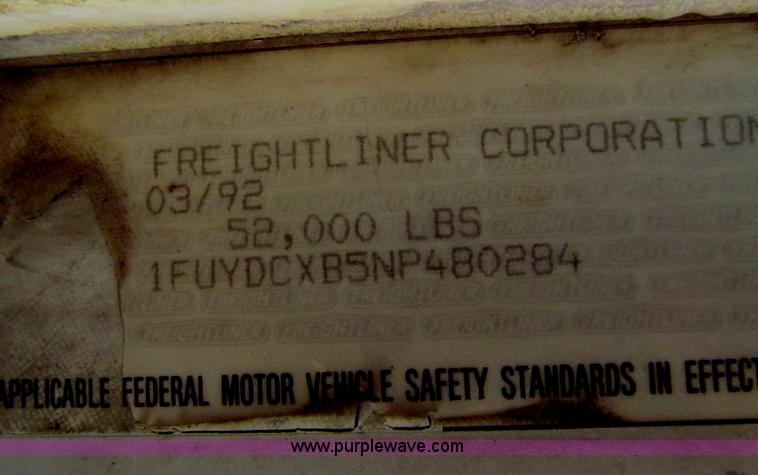 FREIGHTLINER CORPORATION
03/92
52,000 LBS
1FUYDCXB5NP480284
APPLICABLE FEDERAL MOTOR VEHICLE SAFETY STANDARDS IN EFFECT
www.purplewave.com